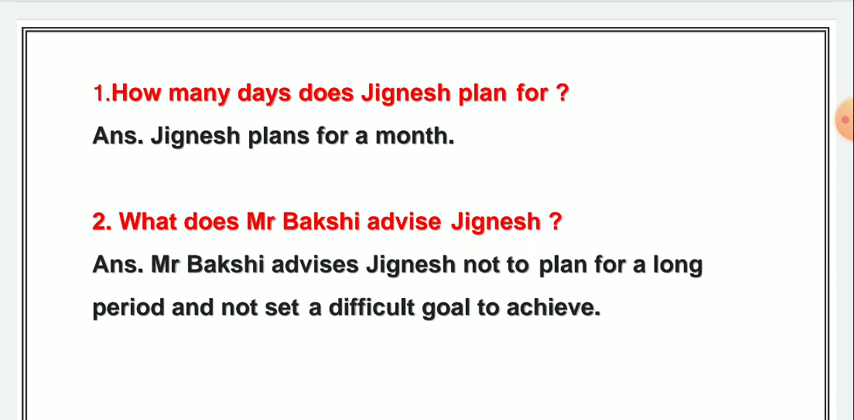 1.How many days does Jignesh plan for ?
Ans. Jignesh plans for a month.
2. What does Mr Bakshi advise Jignesh ?
Ans. Mr Bakshi advises Jignesh not to plan for a long
period and not set a difficult goal to achieve.